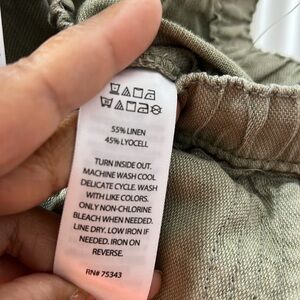 55% LINEN
45% LYOCELL
TURN INSIDE OUT.
MACHINE WASH COOL
DELICATE CYCLE. WASH
WITH LIKE COLORS.
ONLY NON-CHLORINE
BLEACH WHEN NEEDED.
LINE DRY. LOW IRON IF
NEEDED. IRON ON
REVERSE.
RN# 75343